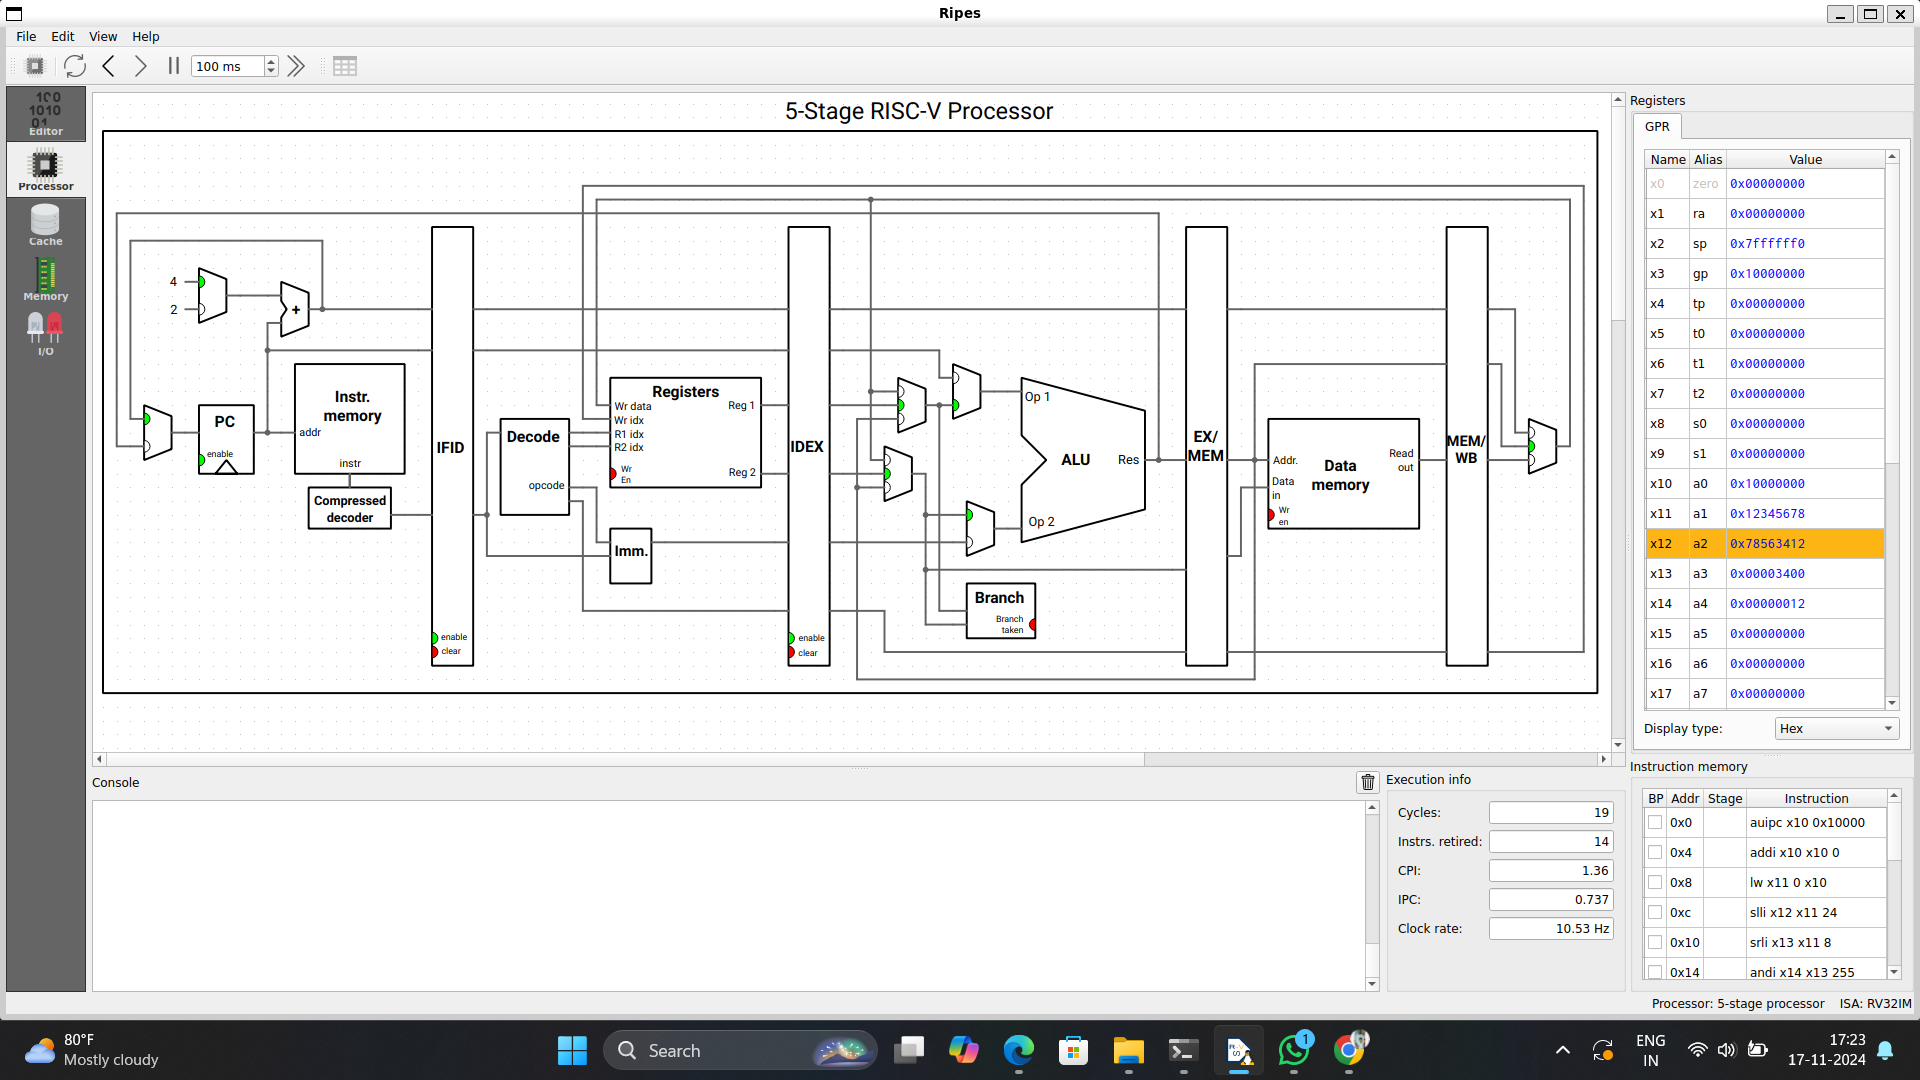 Ripes
File Edit View Help
100 ms
Editor
Processor
Cache
Memory
I/O
5-Stage RISC-V Processor
4
2
+
PC
enable
Instr.
memory
addr
instr
Compressed
decoder
IFID
enable
clear
Decode
opcode
Registers
Wr data
Wr idx
R1 idx
R2 idx
Wr
En
Reg 1
Reg 2
Imm.
IDEX
enable
clear
Op 1
ALU
Res
Op 2
Branch
Branch
taken
EX/
MEM
Addr.
Data
in
Wr
en
Data
memory
Read
out
MEM/
WB
Registers
GPR
Name Alias Value
x0 zero 0x00000000
x1 ra 0x00000000
x2 sp 0x7ffffff0
x3 gp 0x10000000
x4 tp 0x00000000
x5 t0 0x00000000
x6 t1 0x00000000
x7 t2 0x00000000
x8 s0 0x00000000
x9 s1 0x00000000
x10 a0 0x10000000
x11 a1 0x12345678
x12 a2 0x78563412
x13 a3 0x00003400
x14 a4 0x00000012
x15 a5 0x00000000
x16 a6 0x00000000
x17 a7 0x00000000
Display type: Hex
Console
Execution info
Cycles: 19
Instrs. retired: 14
CPI: 1.36
IPC: 0.737
Clock rate: 10.53 Hz
Instruction memory
BP Addr Stage Instruction
0x0 auipc x10 0x10000
0x4 addi x10 x10 0
0x8 lw x11 0 x10
0xc slli x12 x11 24
0x10 srli x13 x11 8
0x14 andi x14 x13 255
Processor: 5-stage processor ISA: RV32IM
80°F
Mostly cloudy
Search
1
ENG
IN
17:23
17-11-2024